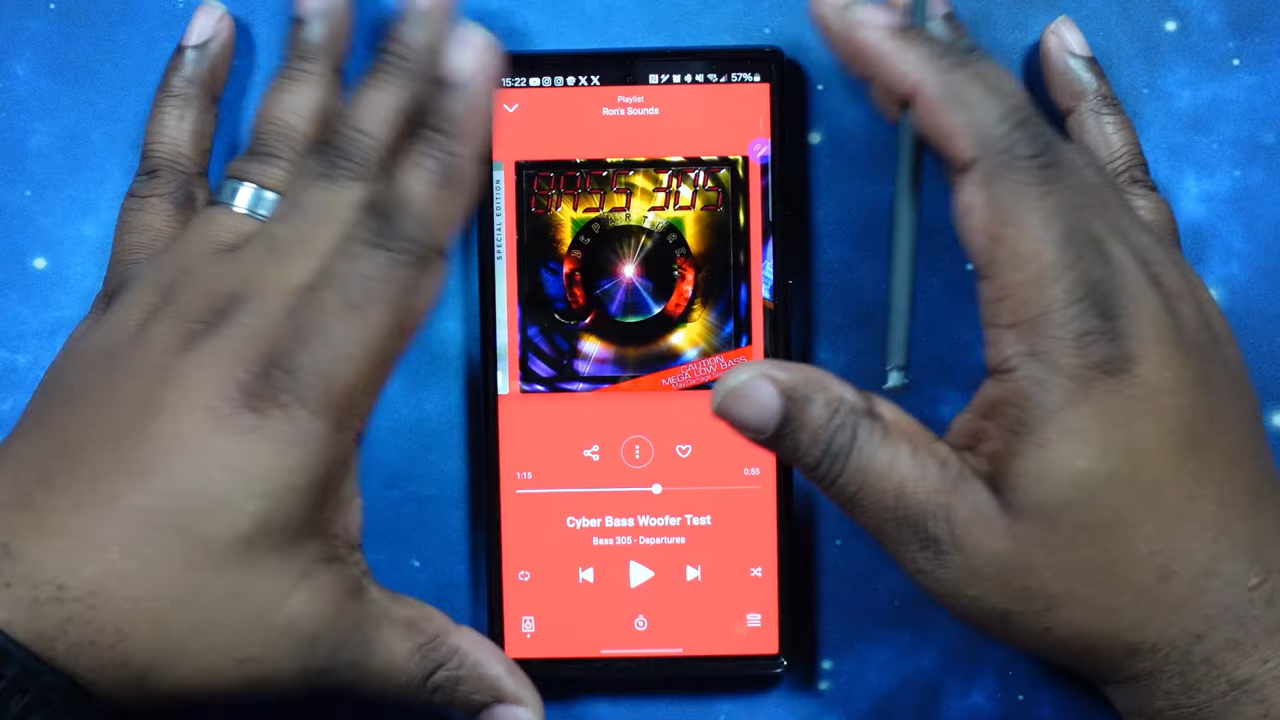 15:22
57%
Playlist
Ron's Sounds
SPECIAL EDITION
BASS 305
DEPARTURE
CAUTION
MEGA LOW BASS
1:15
0:55
Cyber Bass Woofer Test
Bass 305 - Departures